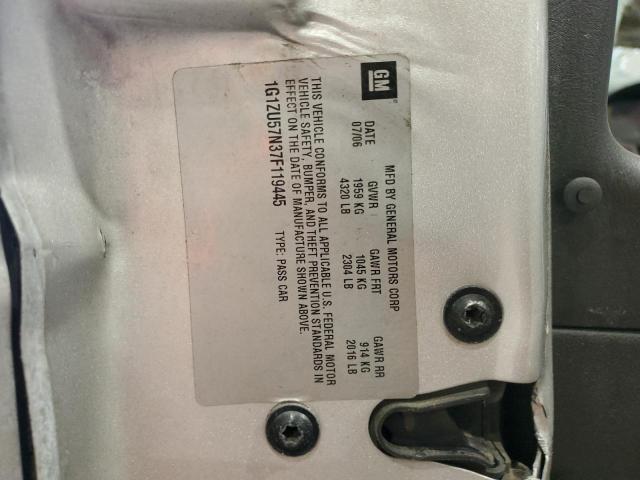 GM
MFD BY GENERAL MOTORS CORP
DATE GVWR GAWR FRT GAWR RR
07/06 1959 KG 1045 KG 914 KG
4320 LB 2304 LB 2016 LB
THIS VEHICLE CONFORMS TO ALL APPLICABLE U.S. FEDERAL MOTOR
VEHICLE SAFETY, BUMPER, AND THEFT PREVENTION STANDARDS IN
EFFECT ON THE DATE OF MANUFACTURE SHOWN ABOVE.
1G1ZU57N37F119445 TYPE: PASS CAR